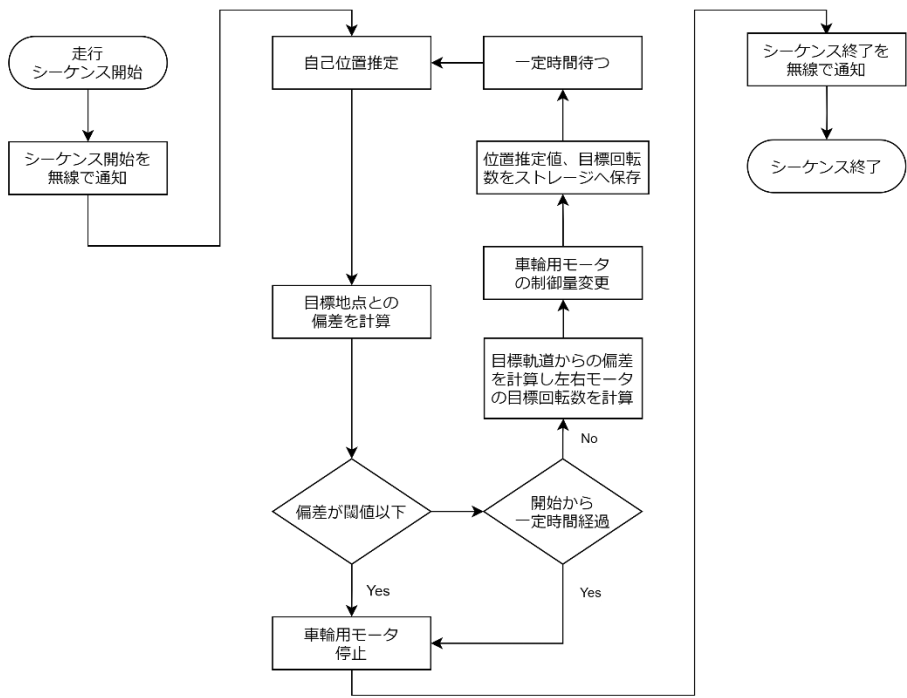 走行
シーケンス開始
シーケンス開始を
無線で通知
自己位置推定
目標地点との
偏差を計算
偏差が閾値以下
Yes
車輪用モータ
停止
開始から
一定時間経過
Yes
No
目標軌道からの偏差
を計算し左右モータ
の目標回転数を計算
車輪用モータ
の制御量変更
位置推定値、目標回転
数をストレージへ保存
一定時間待つ
シーケンス終了を
無線で通知
シーケンス終了